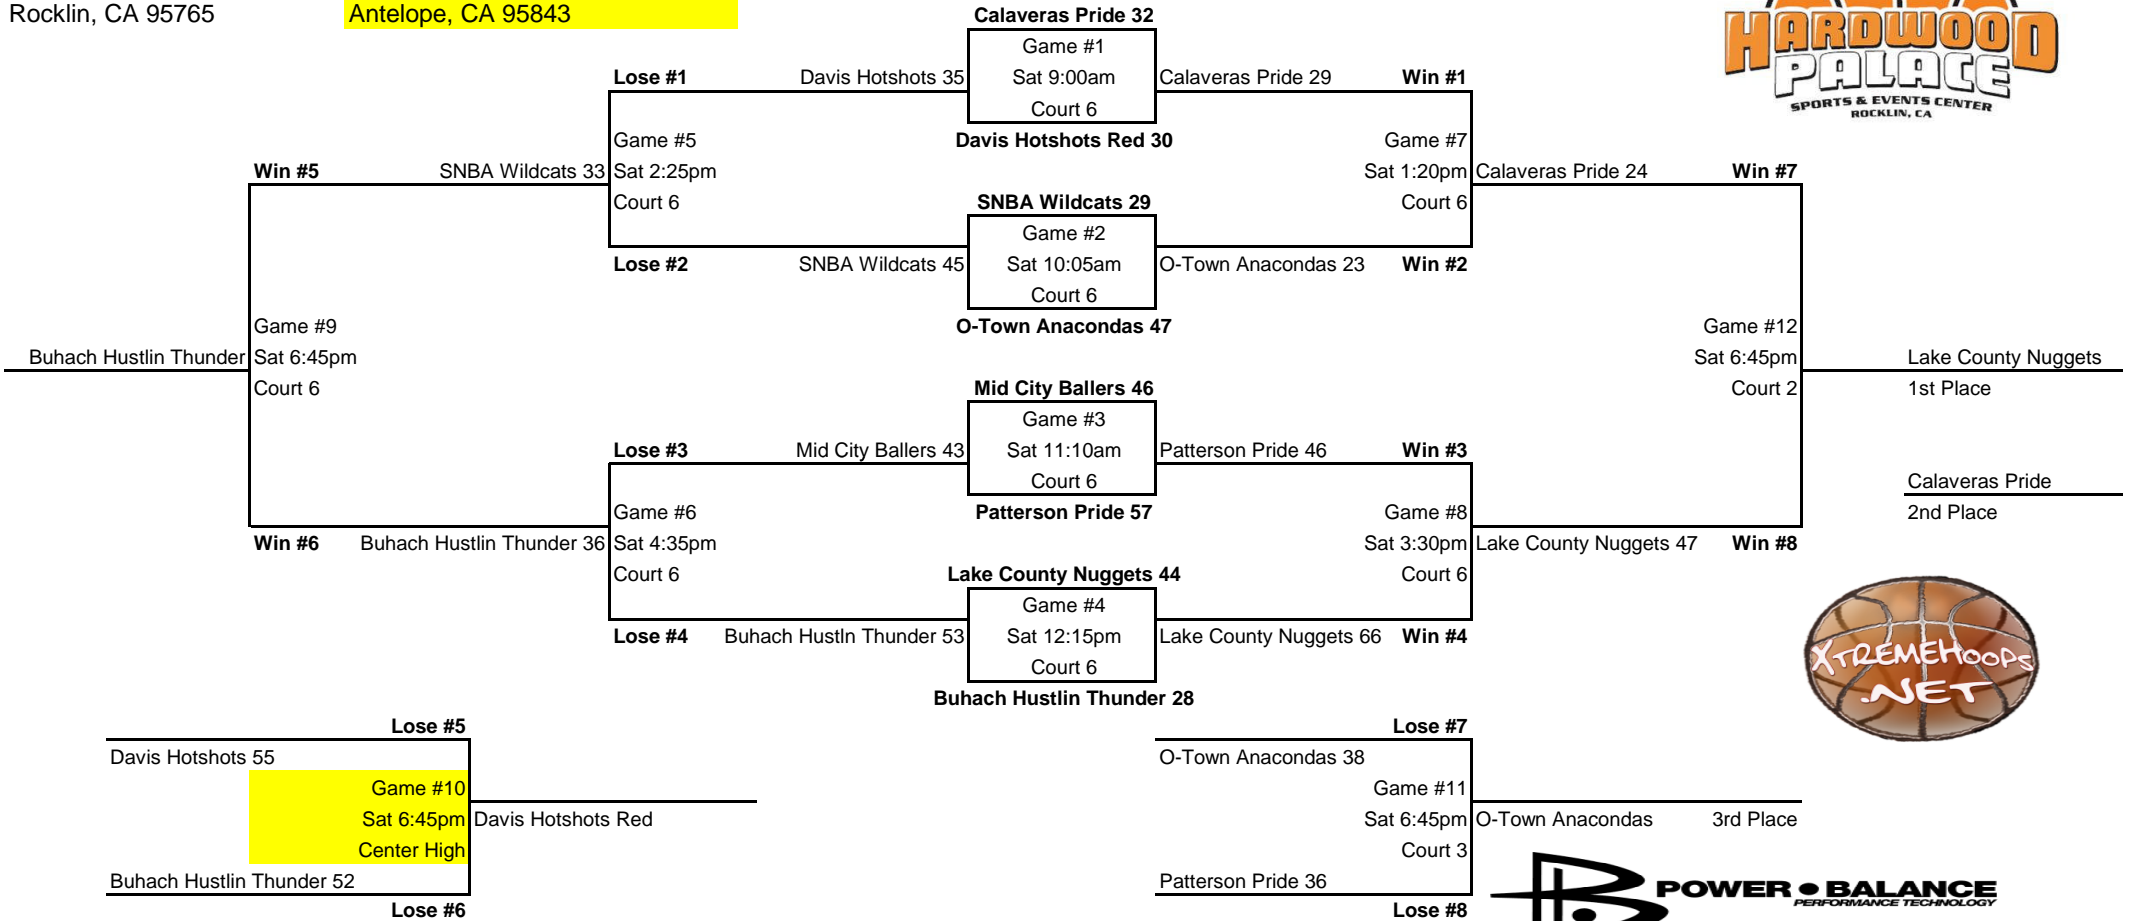 Rocklin, CA 95765
Antelope, CA 95843
Calaveras Pride 32
Game #1
Lose #1
Davis Hotshots 35
Sat 9:00am
Calaveras Pride 29
Win #1
Court 6
Game #5
Davis Hotshots Red 30
Game #7
Win #5
SNBA Wildcats 33
Sat 2:25pm
Sat 1:20pm
Calaveras Pride 24
Win #7
Court 6
SNBA Wildcats 29
Court 6
Game #2
Lose #2
SNBA Wildcats 45
Sat 10:05am
O-Town Anacondas 23
Win #2
Court 6
Game #9
O-Town Anacondas 47
Game #12
Buhach Hustlin Thunder
Sat 6:45pm
Sat 6:45pm
Lake County Nuggets
Court 6
Mid City Ballers 46
Court 2
1st Place
Game #3
Lose #3
Mid City Ballers 43
Sat 11:10am
Patterson Pride 46
Win #3
Court 6
Calaveras Pride
Game #6
Patterson Pride 57
Game #8
2nd Place
Win #6
Buhach Hustlin Thunder 36
Sat 4:35pm
Sat 3:30pm
Lake County Nuggets 47
Win #8
Court 6
Lake County Nuggets 44
Court 6
Game #4
Lose #4
Buhach Hustln Thunder 53
Sat 12:15pm
Lake County Nuggets 66
Win #4
Court 6
Buhach Hustlin Thunder 28
Lose #5
Lose #7
Davis Hotshots 55
O-Town Anacondas 38
Game #10
Game #11
Sat 6:45pm
Davis Hotshots Red
Sat 6:45pm
O-Town Anacondas
3rd Place
Center High
Court 3
Buhach Hustlin Thunder 52
Patterson Pride 36
Lose #6
Lose #8
HARDWOOD
PALACE
SPORTS & EVENTS CENTER
ROCKLIN, CA
XTREMEHOOPS
.NET
POWER BALANCE
PERFORMANCE TECHNOLOGY